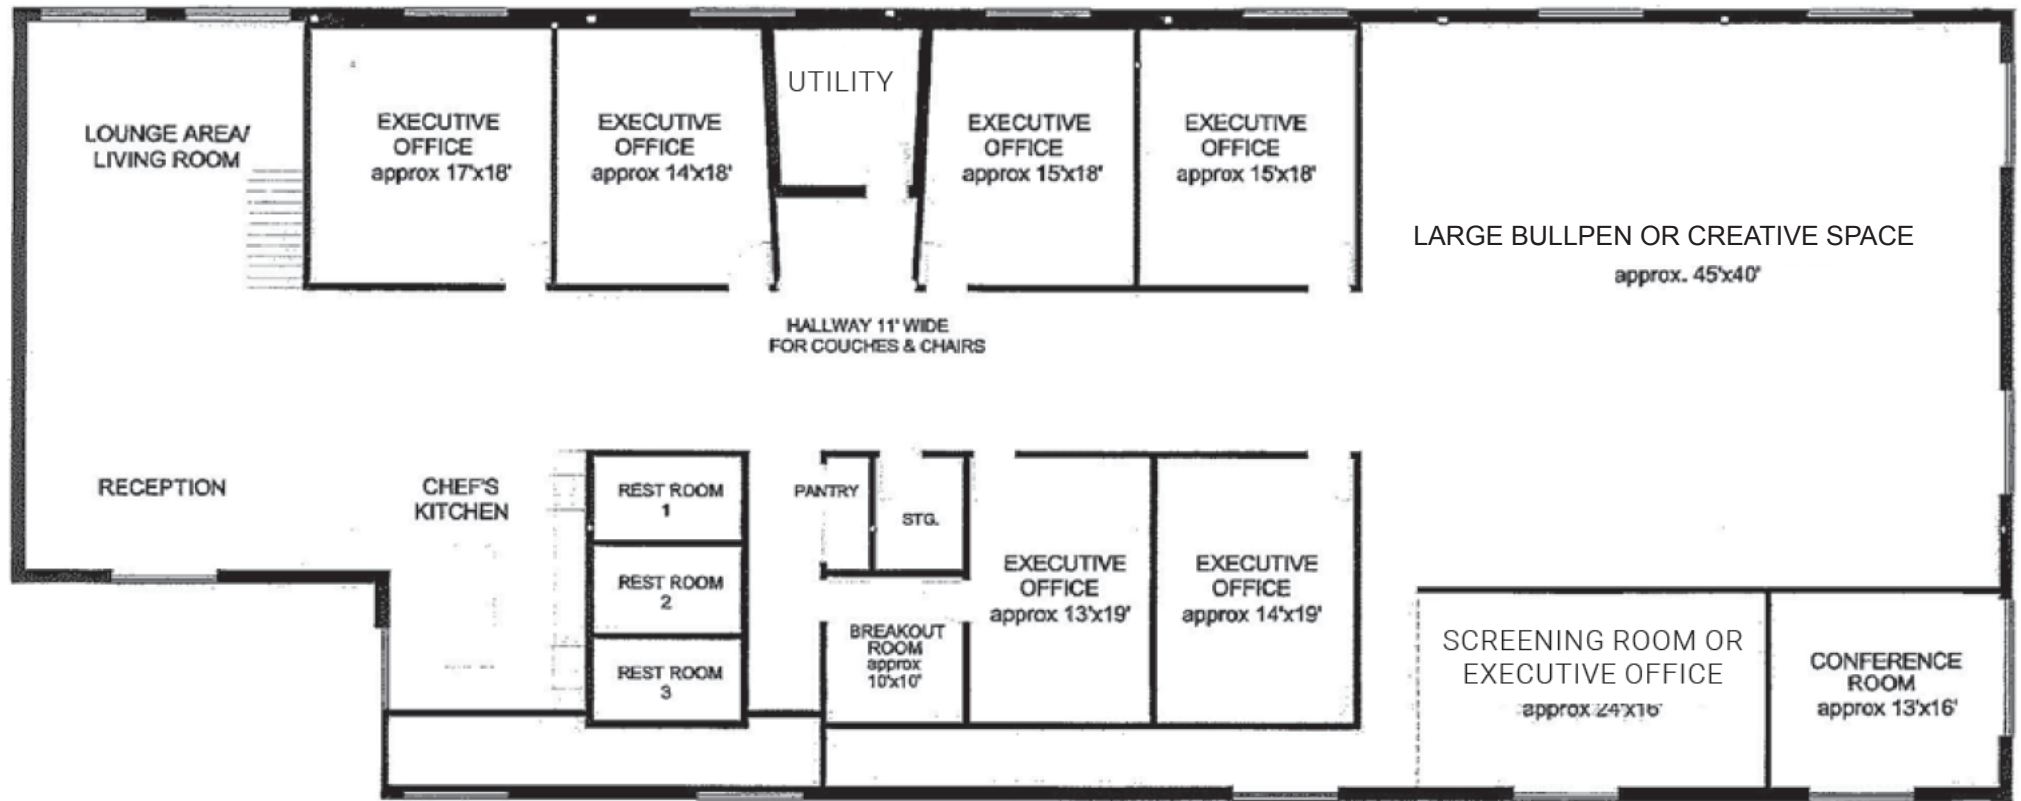 UTILITY
LOUNGE AREA/
LIVING ROOM
EXECUTIVE
OFFICE
approx 17'x18'
EXECUTIVE
OFFICE
approx 14'x18'
EXECUTIVE
OFFICE
approx 15'x18'
EXECUTIVE
OFFICE
approx 15'x18'
LARGE BULLPEN OR CREATIVE SPACE
approx. 45'x40'
HALLWAY 11' WIDE
FOR COUCHES & CHAIRS
RECEPTION
CHEF'S
KITCHEN
REST ROOM
1
REST ROOM
2
REST ROOM
3
PANTRY
STG.
BREAKOUT
ROOM
approx
10'x10'
EXECUTIVE
OFFICE
approx 13'x19'
EXECUTIVE
OFFICE
approx 14'x19'
SCREENING ROOM OR
EXECUTIVE OFFICE
approx 24'x16'
CONFERENCE
ROOM
approx 13'x16'